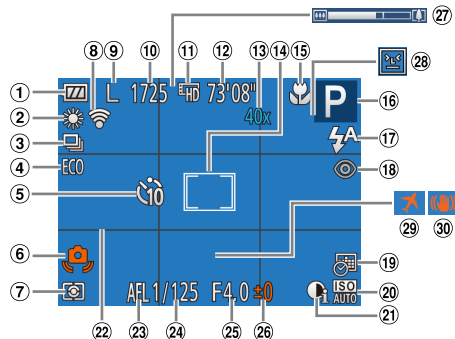 ⑧ ⑨ ⑩ ⑪ ⑫ ⑬ ⑭ ⑮ ㉗
① L 1725 HD 73'08" 40x P ⑯ ㉘
② ⑰ A
③ ⑱
④ ECO
⑤ 10 ㉙ ㉚
⑥ ⑲
⑦ AFL 1/125 F4.0 ±0 ISO AUTO ⑳
㉒ ㉓ ㉔ ㉕ ㉖ ㉑